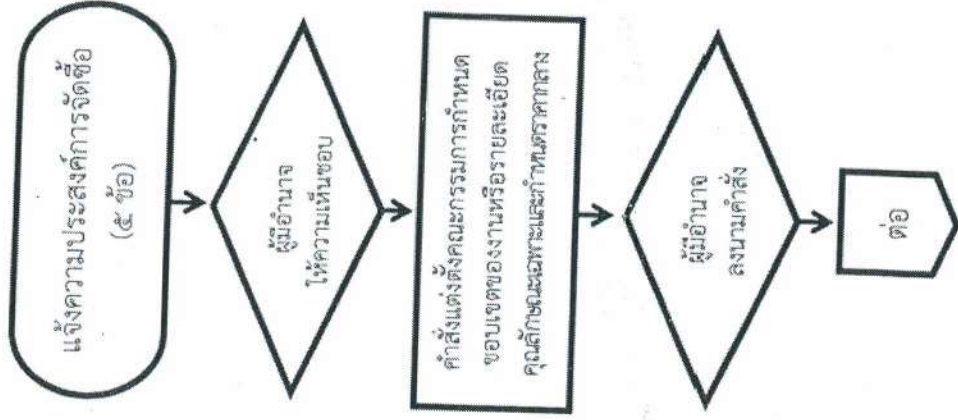 แจ้งความประสงค์การจัดซื้อ
(๕ ข้อ)
ผู้มีอำนาจ
ให้ความเห็นชอบ
คำสั่งแต่งตั้งคณะกรรมการกำหนด
ขอบเขตของงานหรือรายละเอียด
คุณลักษณะเฉพาะและกำหนดราคากลาง
ผู้มีอำนาจ
ลงนามคำสั่ง
ต่อ